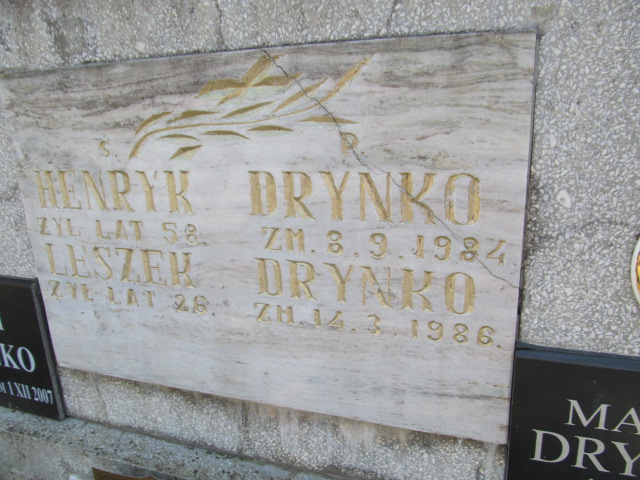 S. P.
HENRYK DRYNKO
ŻYŁ LAT 58. ZM. 8. 9. 1984
LESZEK DRYNKO
ŻYŁ LAT 26. ZM. 14. 3. 1986.
KO
1 XII 2007
MA
DRY